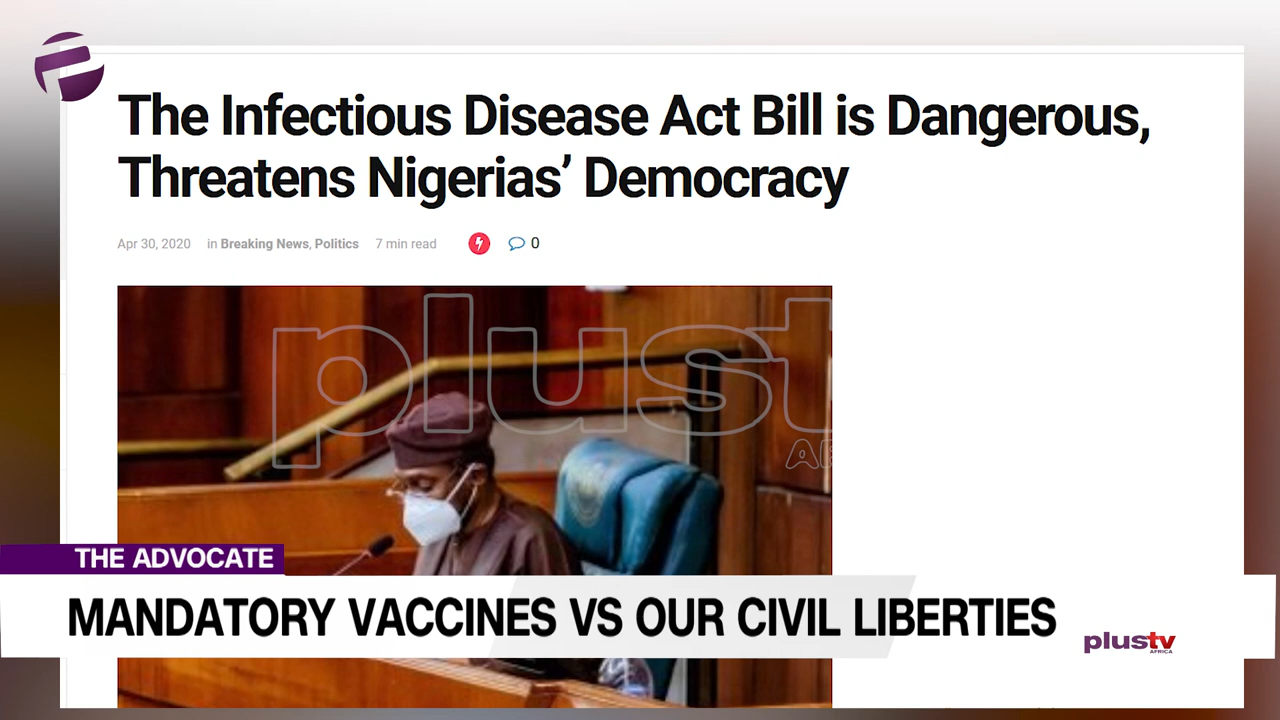 The Infectious Disease Act Bill is Dangerous,
Threatens Nigerias’ Democracy
Apr 30, 2020 in Breaking News, Politics 7 min read 0
plust
AF
THE ADVOCATE
MANDATORY VACCINES VS OUR CIVIL LIBERTIES
plustv
AFRICA